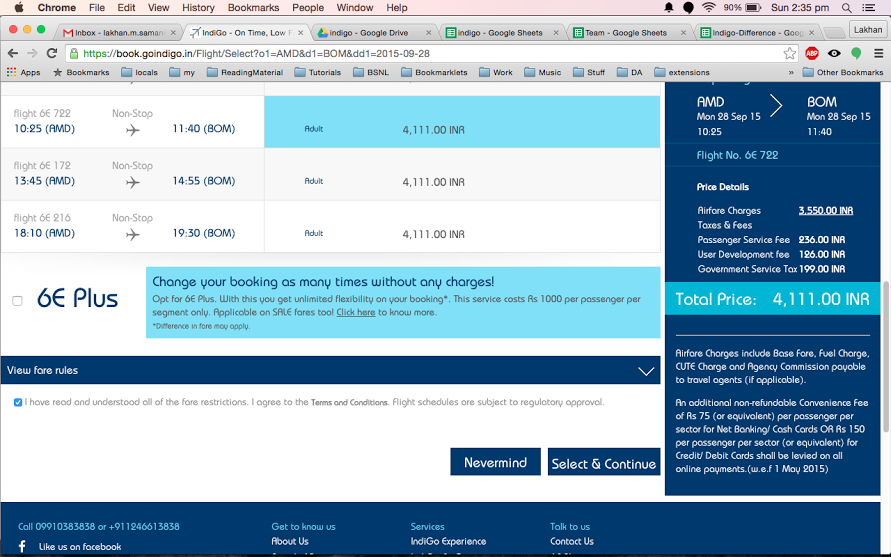 Chrome File Edit View History Bookmarks People Window Help 90% Sun 2:35 pm
Inbox - lakhan.m.saman
IndiGo - On Time, Low F
indigo - Google Drive
indigo - Google Sheets
Team - Google Sheets
Indigo-Difference - Goog
Lakhan
https://book.goindigo.in/Flight/Select?o1=AMD&d1=BOM&dd1=2015-09-28
ABP
Apps Bookmarks locals my ReadingMaterial Tutorials BSNL Bookmarklets Work Music Stuff DA extensions » Other Bookmarks
flight 6E 722 Non-Stop
10:25 (AMD) 11:40 (BOM) Adult 4,111.00 INR
flight 6E 172 Non-Stop
13:45 (AMD) 14:55 (BOM) Adult 4,111.00 INR
flight 6E 216 Non-Stop
18:10 (AMD) 19:30 (BOM) Adult 4,111.00 INR
6E Plus
Change your booking as many times without any charges!
Opt for 6E Plus. With this you get unlimited flexibility on your booking*. This service costs Rs 1000 per passenger per
segment only. Applicable on SALE fares too! Click here to know more.
*Difference in fare may apply.
View fare rules
I have read and understood all of the fare restrictions. I agree to the Terms and Conditions. Flight schedules are subject to regulatory approval.
Nevermind
Select & Continue
AMD BOM
Mon 28 Sep 15 Mon 28 Sep 15
10:25 11:40
Flight No. 6E 722
Price Details
Airfare Charges 3,550.00 INR
Taxes & Fees
Passenger Service Fee 236.00 INR
User Development fee 126.00 INR
Government Service Tax 199.00 INR
Total Price: 4,111.00 INR
Airfare Charges include Base Fare, Fuel Charge,
CUTE Charge and Agency Commission payable
to travel agents (if applicable).
An additional non-refundable Convenience Fee
of Rs 75 (or equivalent) per passenger per
sector for Net Banking/ Cash Cards OR Rs 150
per passenger per sector (or equivalent) for
Credit/ Debit Cards shall be levied on all
online payments.(w.e.f 1 May 2015)
Call 09910383838 or +911246613838
Like us on facebook
Get to know us
About Us
Services
IndiGo Experience
Talk to us
Contact Us